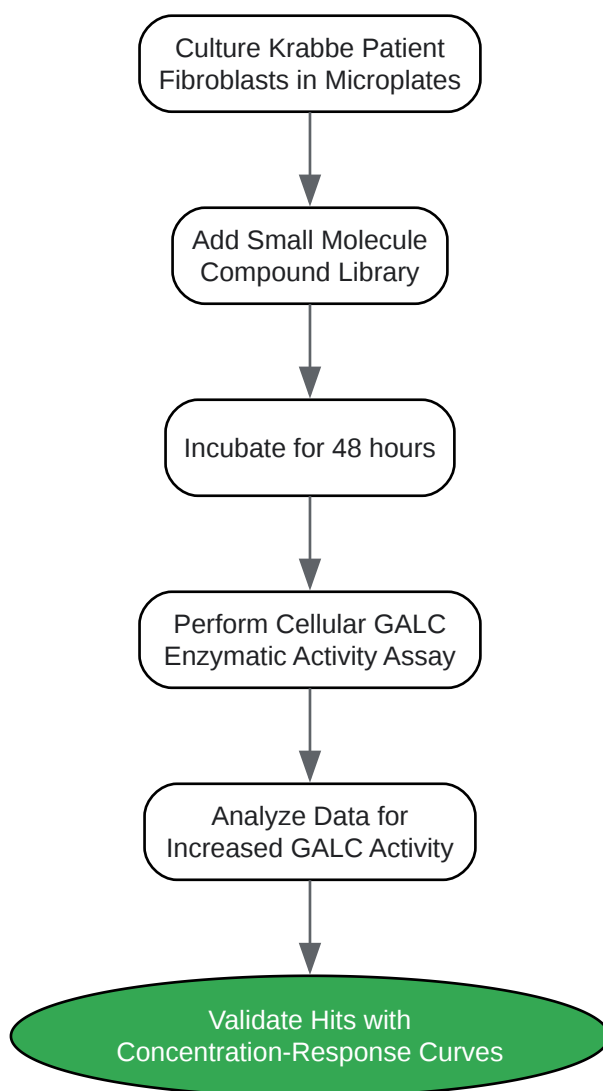 Culture Krabbe Patient
Fibroblasts in Microplates
Add Small Molecule
Compound Library
Incubate for 48 hours
Perform Cellular GALC
Enzymatic Activity Assay
Analyze Data for
Increased GALC Activity
Validate Hits with
Concentration-Response Curves